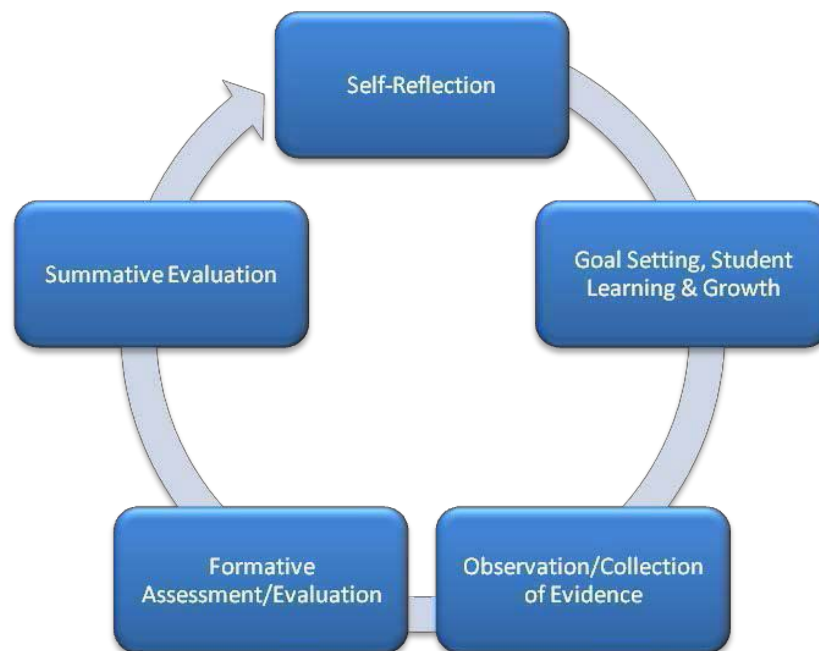 Self-Reflection
Goal Setting, Student
Learning & Growth
Observation/Collection
of Evidence
Formative
Assessment/Evaluation
Summative Evaluation